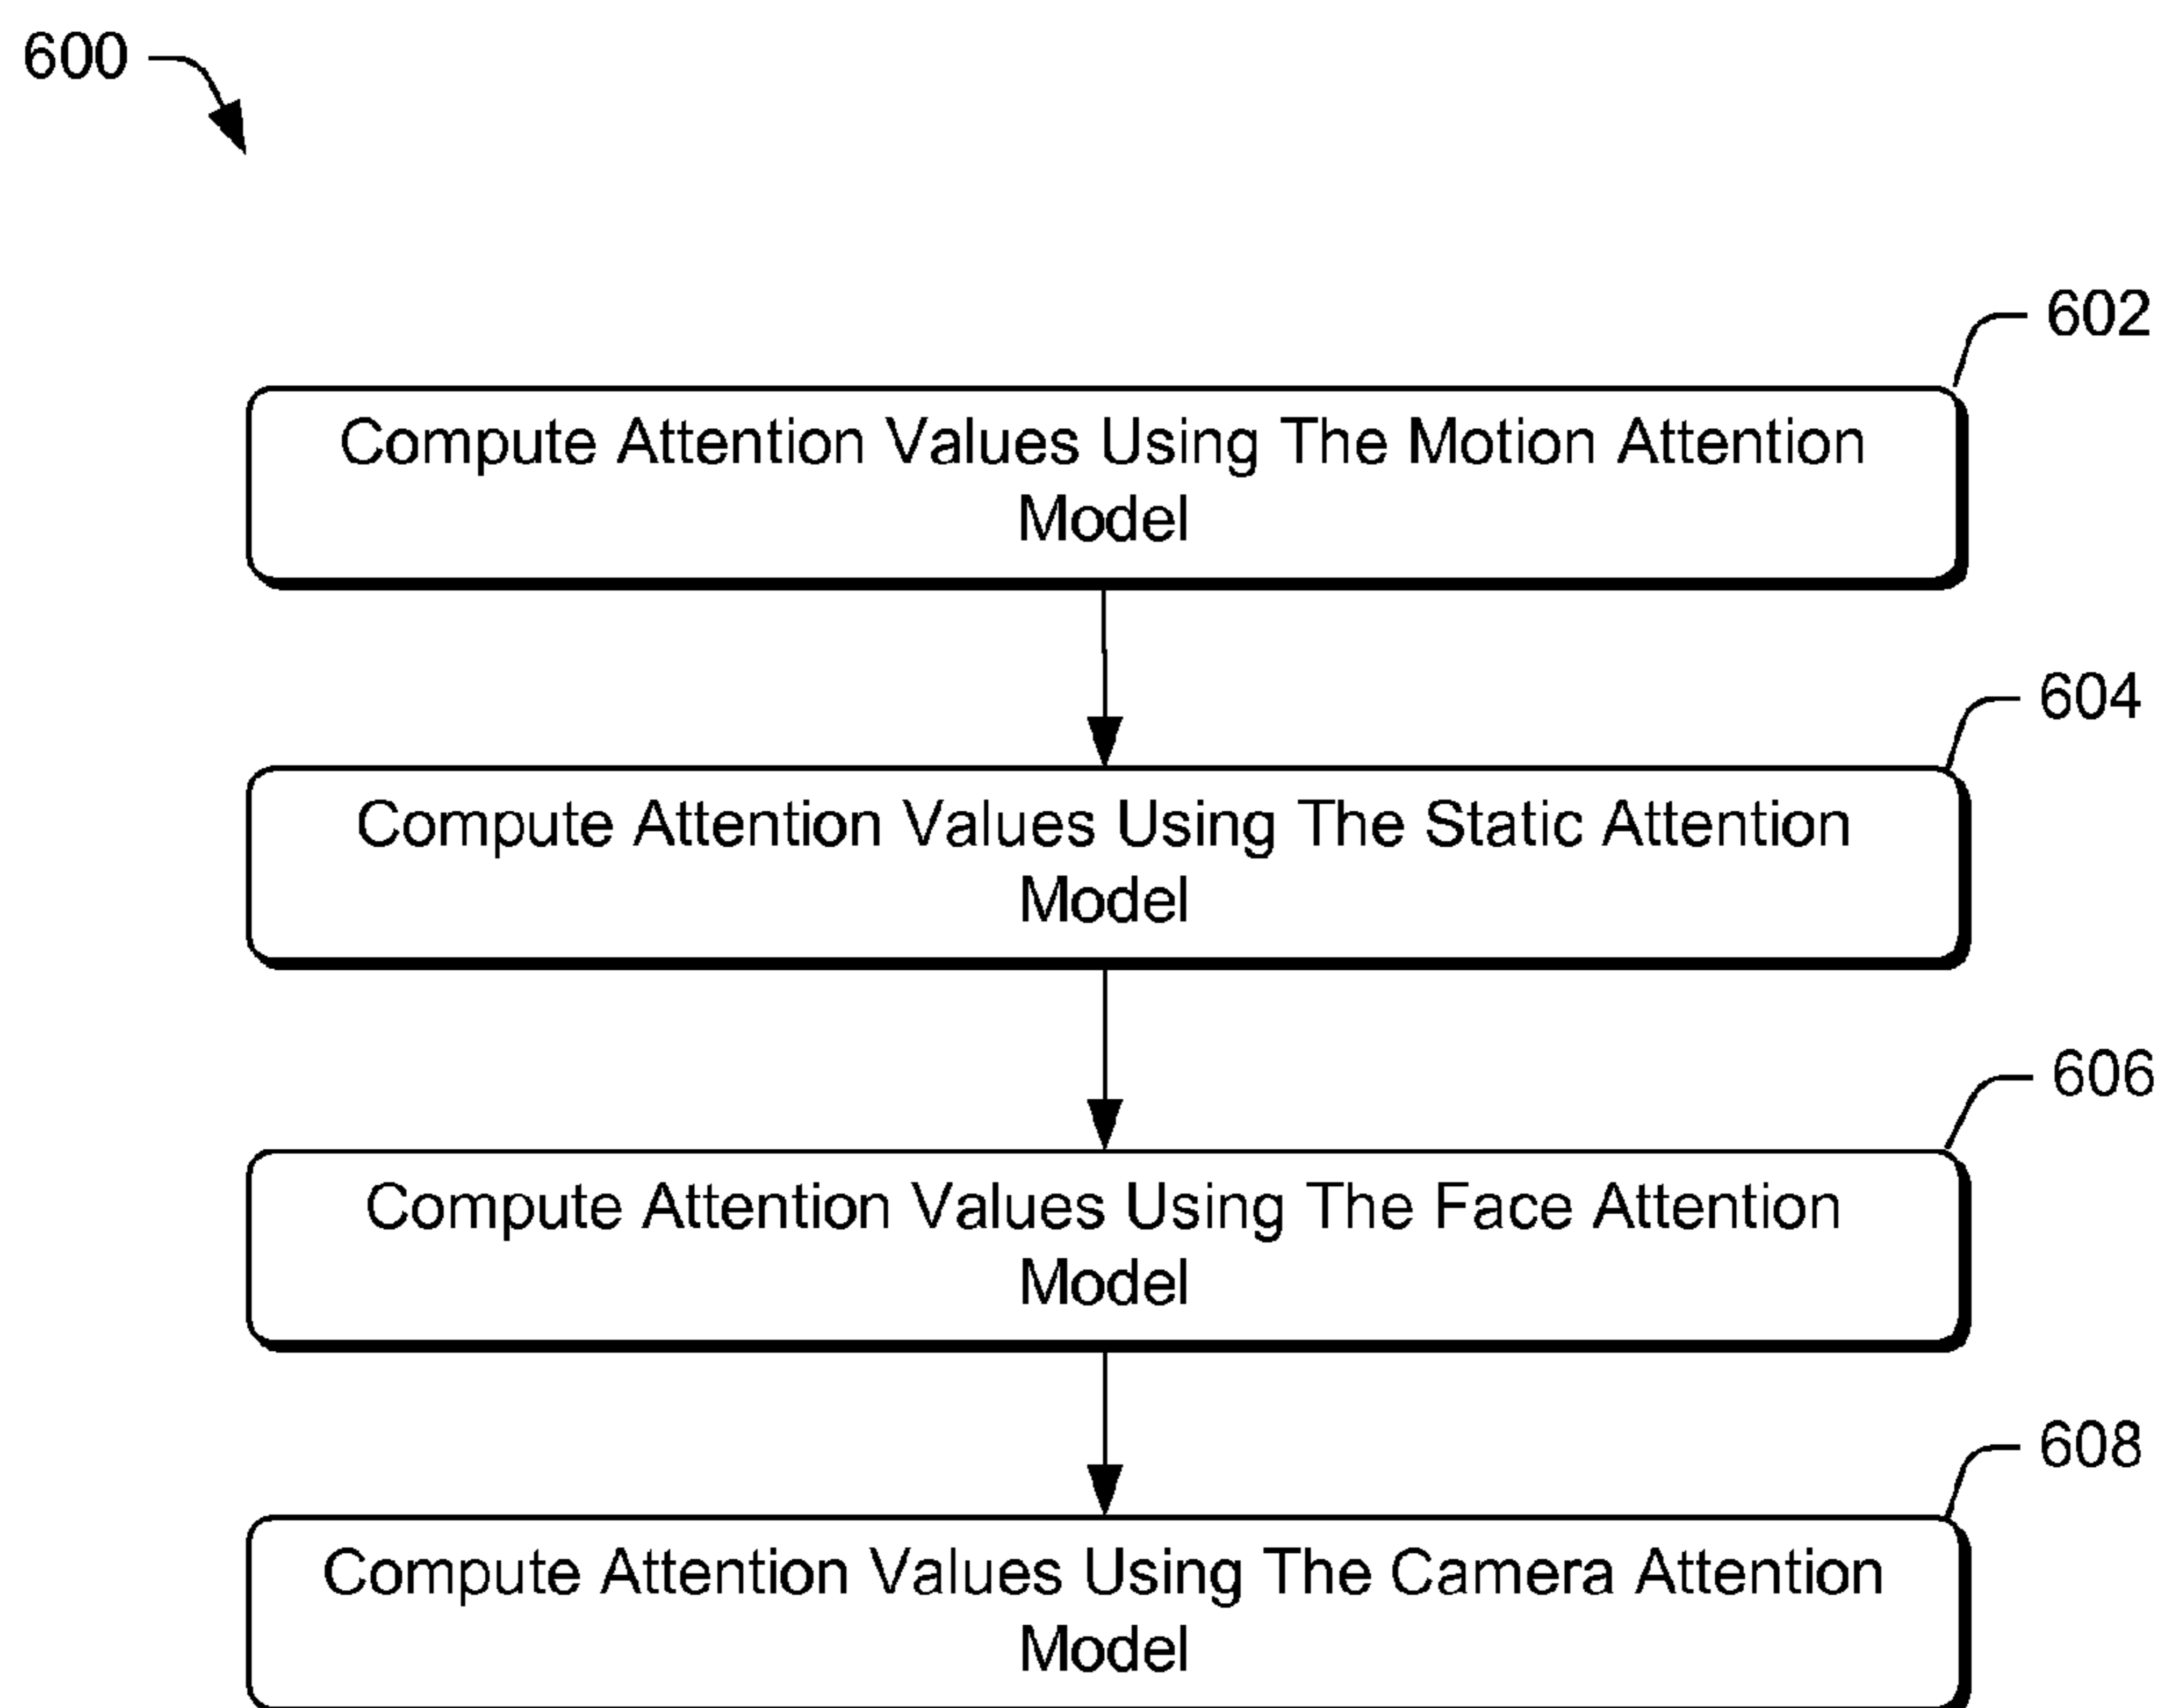 600
602
Compute Attention Values Using The Motion Attention
Model
604
Compute Attention Values Using The Static Attention
Model
606
Compute Attention Values Using The Face Attention
Model
608
Compute Attention Values Using The Camera Attention
Model